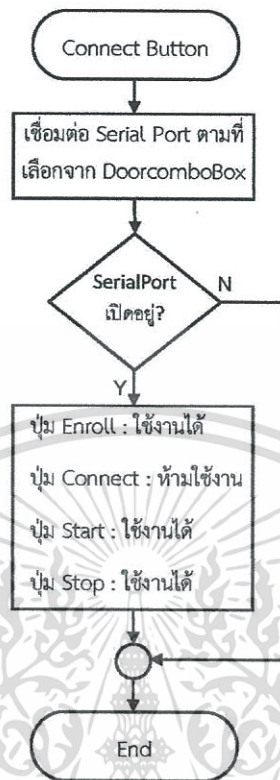 Connect Button
เชื่อมต่อ Serial Port ตามที่
เลือกจาก DoorcomboBox
SerialPort
เปิดอยู่?
N
Y
ปุ่ม Enroll : ใช้งานได้
ปุ่ม Connect : ห้ามใช้งาน
ปุ่ม Start : ใช้งานได้
ปุ่ม Stop : ใช้งานได้
End